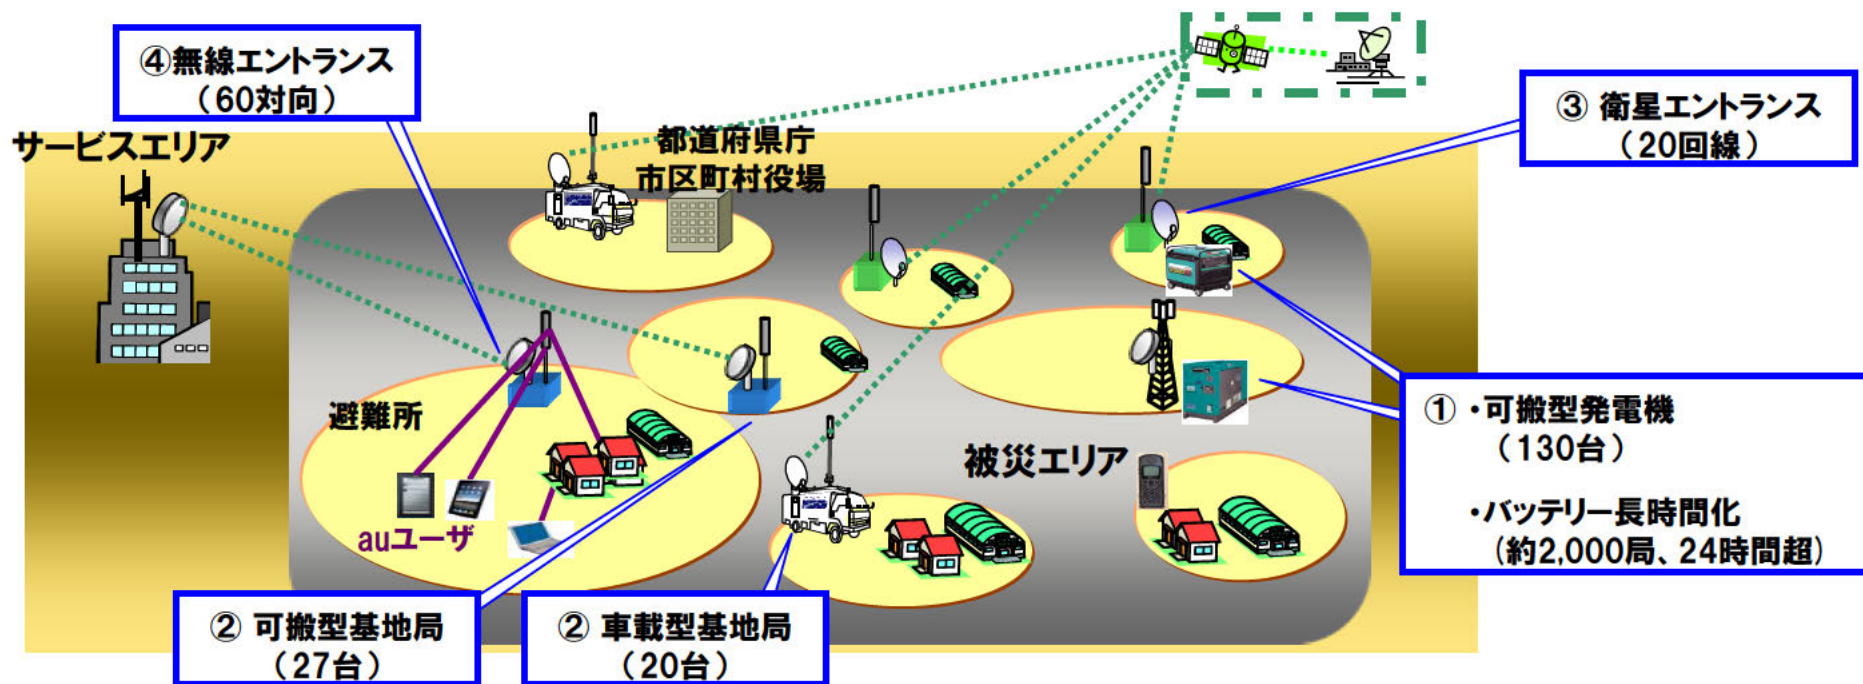 ④無線エントランス
（60対向）
③ 衛星エントランス
（20回線）
サービスエリア
都道府県庁
市区町村役場
避難所
被災エリア
auユーザ
① ・可搬型発電機
（130台）
・バッテリー長時間化
（約2,000局、24時間超）
② 可搬型基地局
（27台）
② 車載型基地局
（20台）